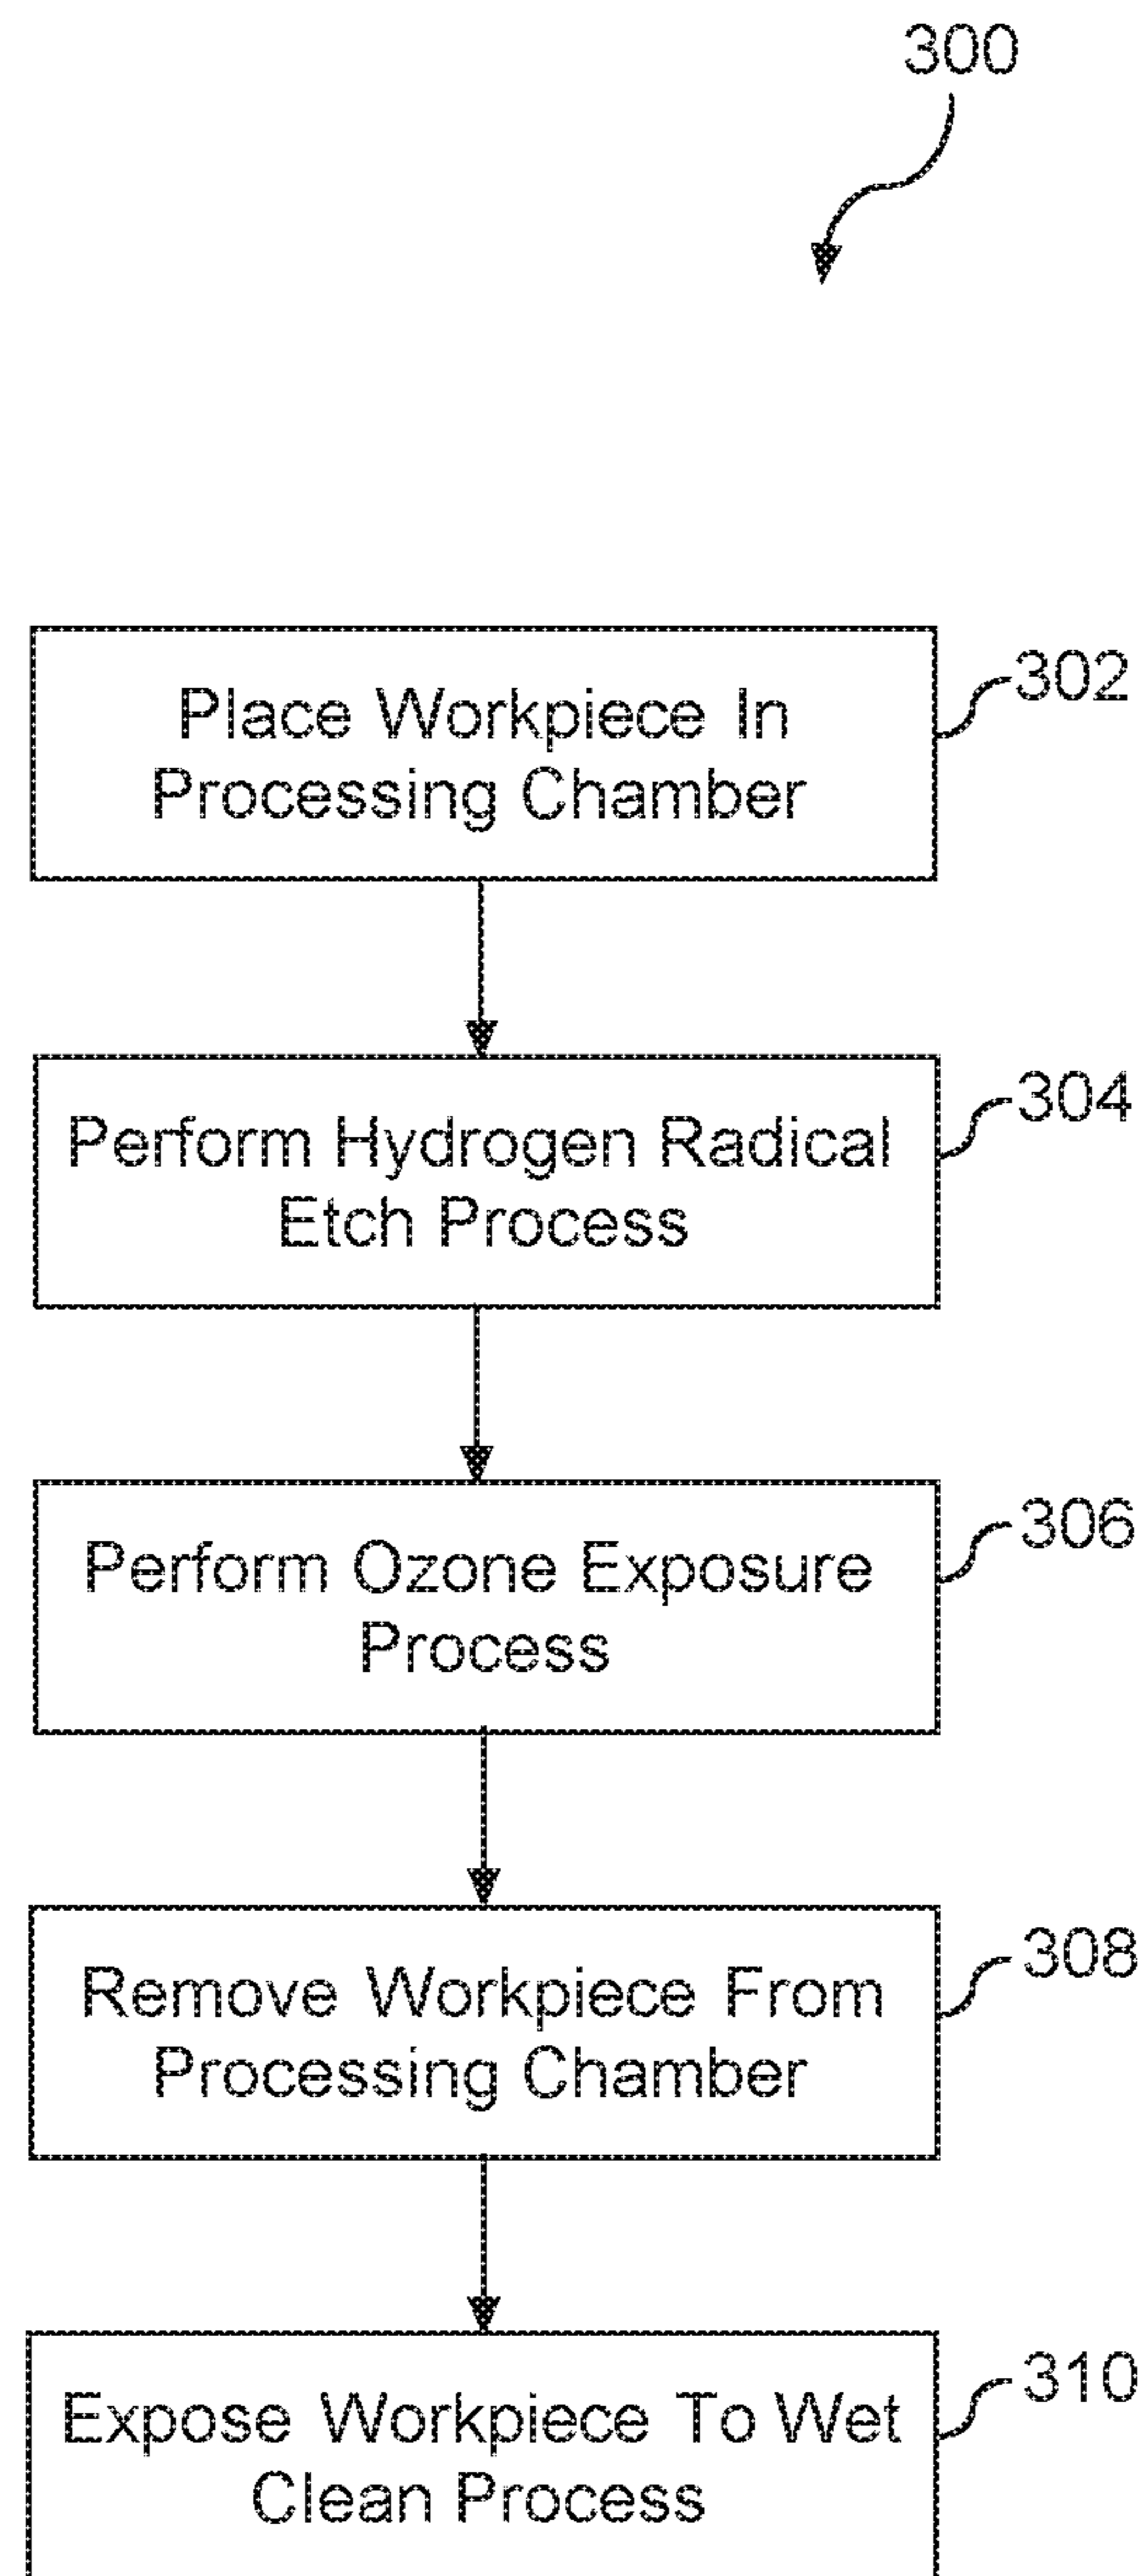 300
Place Workpiece In
Processing Chamber
302
Perform Hydrogen Radical
Etch Process
304
Perform Ozone Exposure
Process
306
Remove Workpiece From
Processing Chamber
308
Expose Workpiece To Wet
Clean Process
310